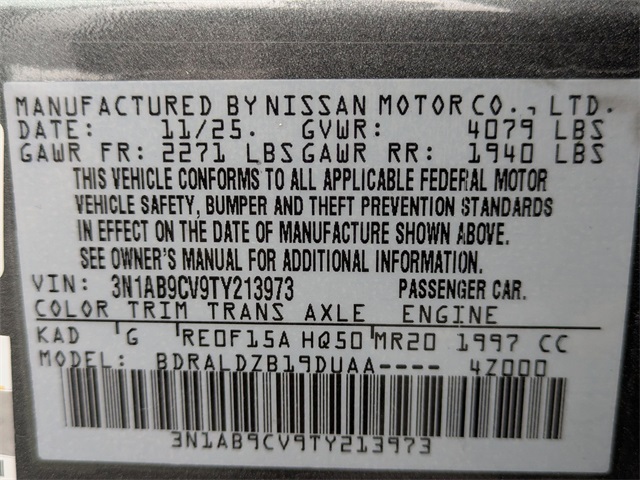 MANUFACTURED BY NISSAN MOTOR CO., LTD.
DATE: 11/25. GVWR: 4079 LBS
GAWR FR: 2271 LBS GAWR RR: 1940 LBS
THIS VEHICLE CONFORMS TO ALL APPLICABLE FEDERAL MOTOR
VEHICLE SAFETY, BUMPER AND THEFT PREVENTION STANDARDS
IN EFFECT ON THE DATE OF MANUFACTURE SHOWN ABOVE.
SEE OWNER'S MANUAL FOR ADDITIONAL INFORMATION.
VIN: 3N1AB9CV9TY213973 PASSENGER CAR.
COLOR TRIM TRANS AXLE ENGINE
KAD G RE0F15A HQ50 MR20 1997 CC
MODEL: BDRALDZB19DUAA---- 4Z000
3N1AB9CV9TY213973